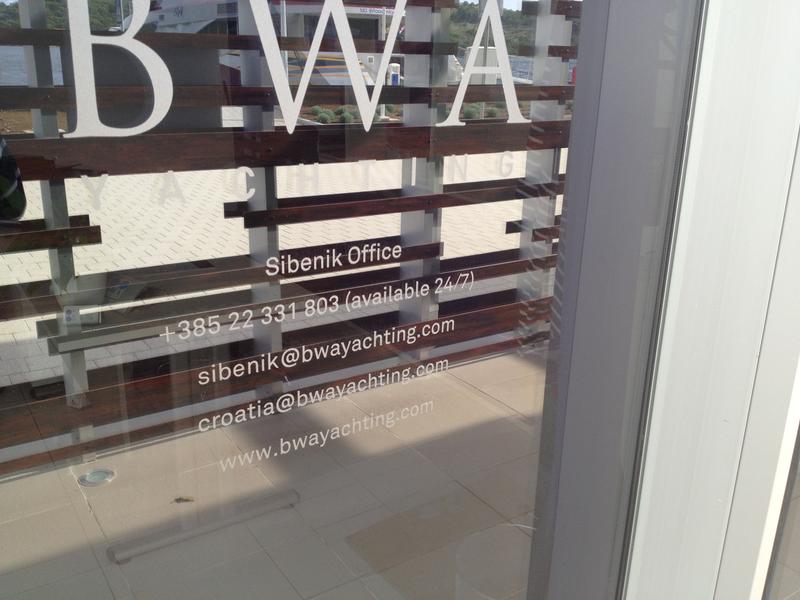 BWA
YACHTING
Sibenik Office
+385 22 331 803 (available 24/7)
sibenik@bwayachting.com
croatia@bwayachting.com
www.bwayachting.com